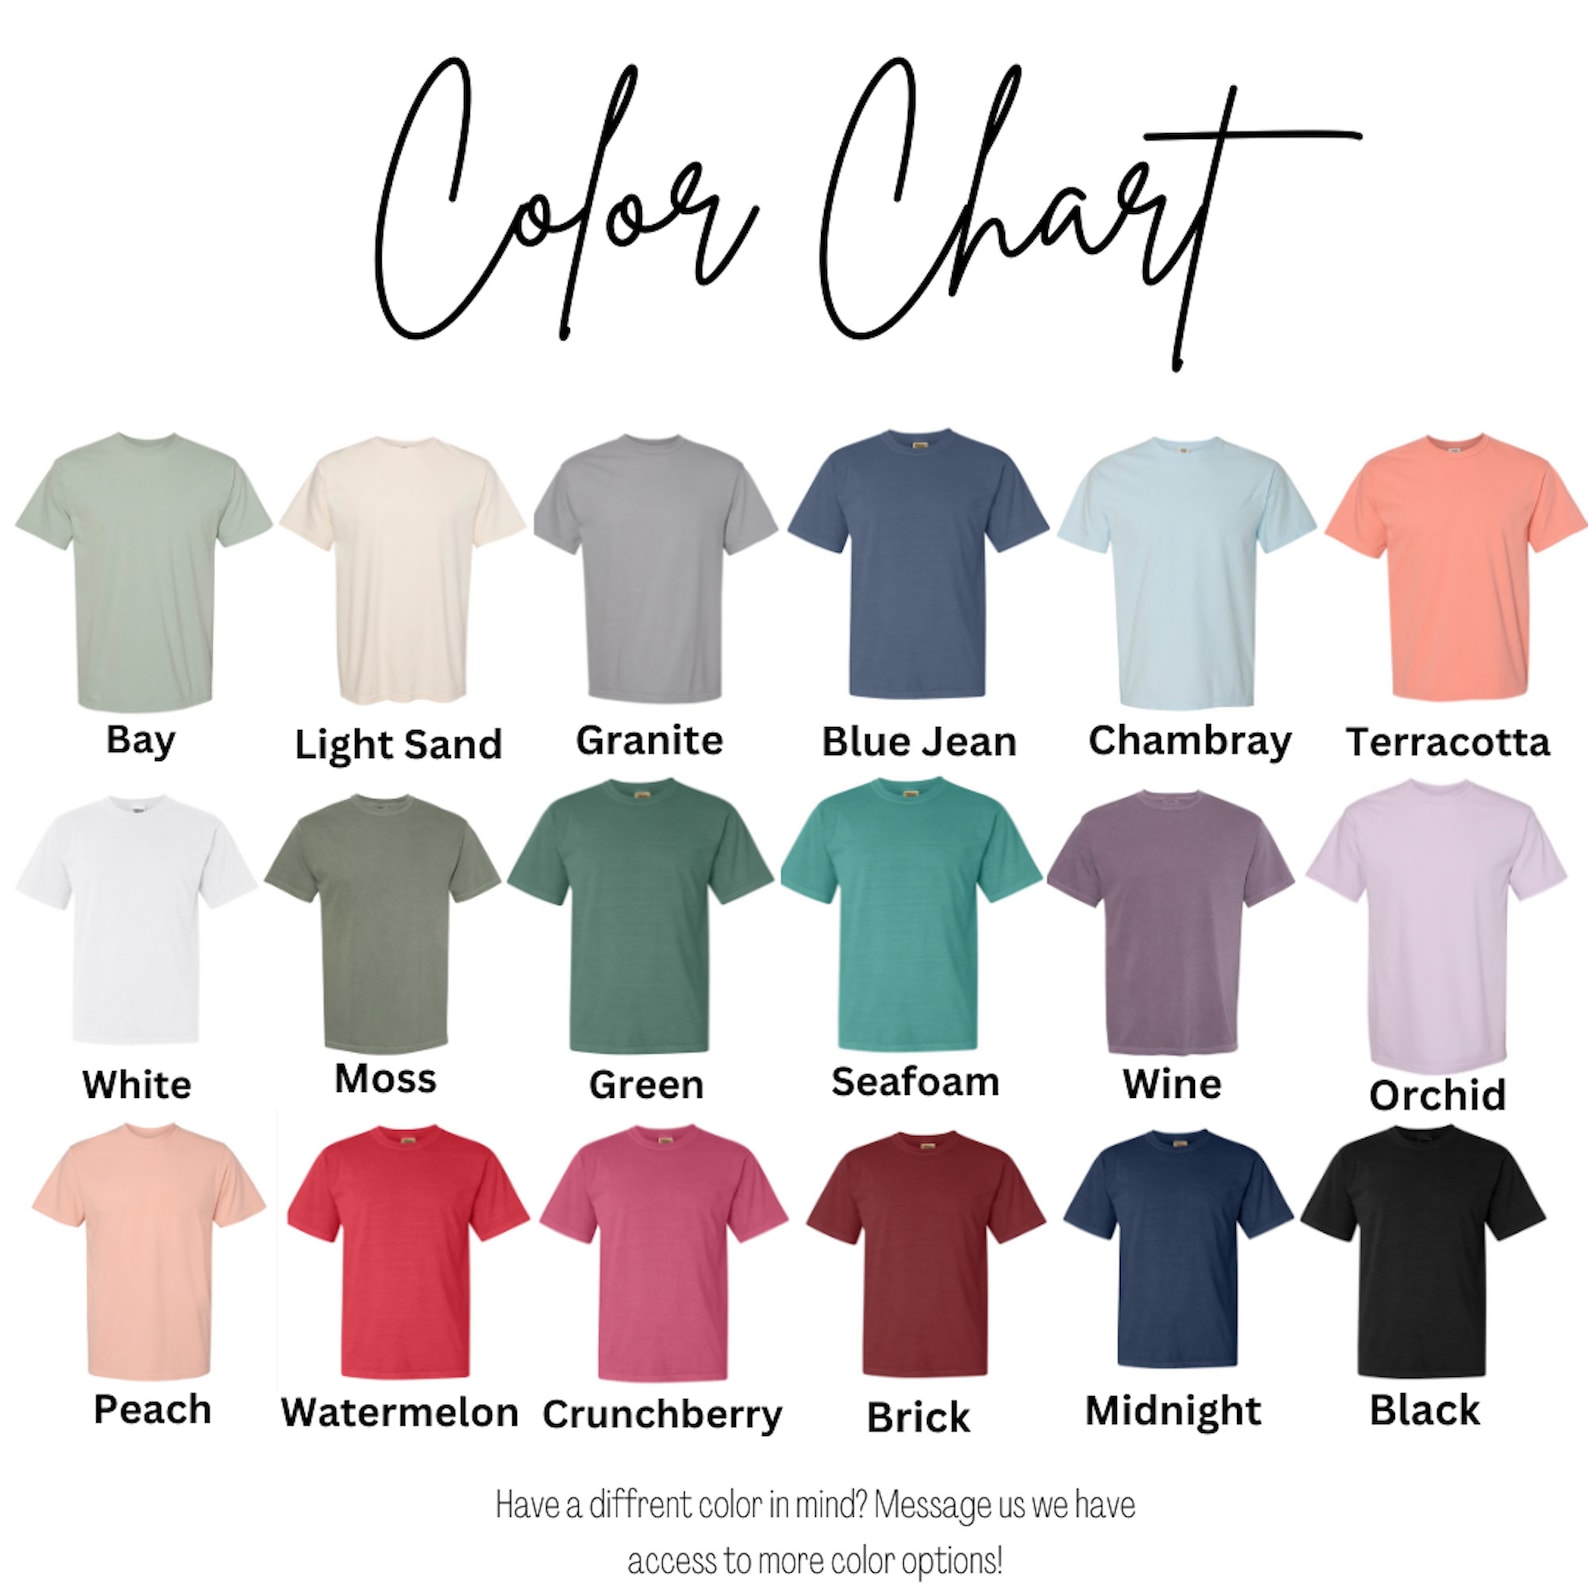 Color Chart
Bay Light Sand Granite Blue Jean Chambray Terracotta
White Moss Green Seafoam Wine Orchid
Peach Watermelon Crunchberry Brick Midnight Black
Have a diffrent color in mind? Message us we have
access to more color options!